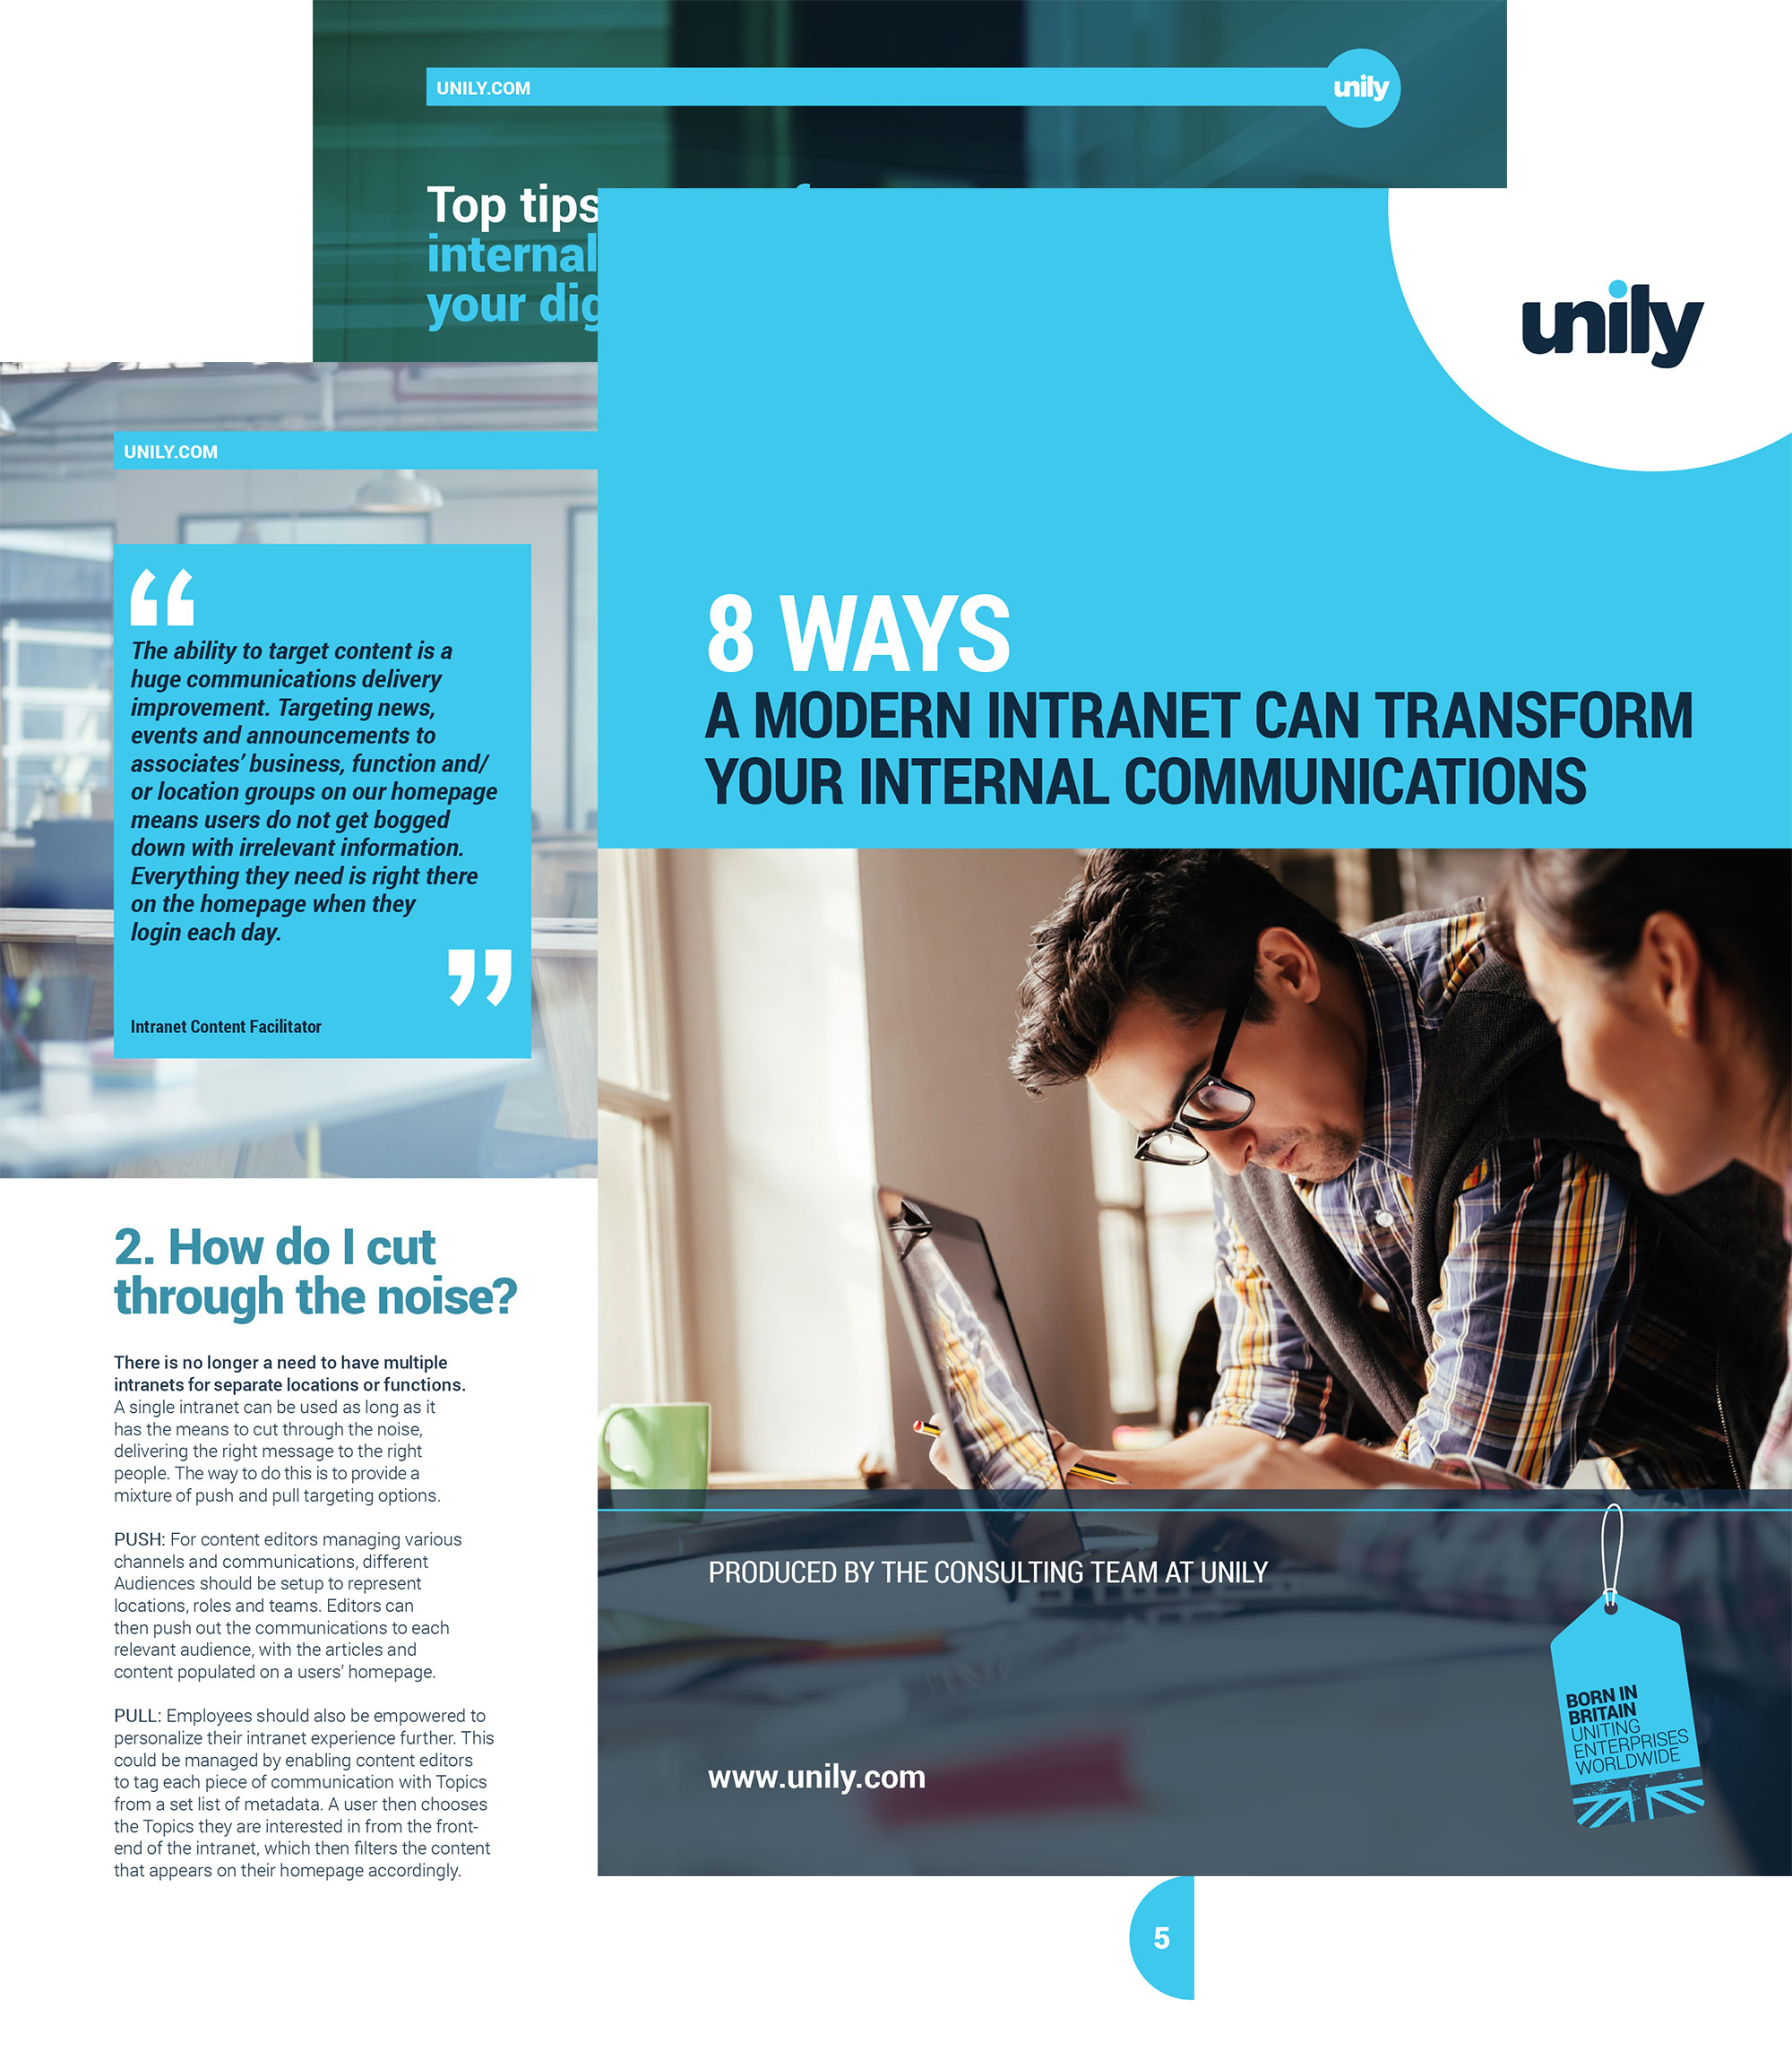 UNILY.COM
unily
Top tips
internal
your dig
unily
8 WAYS
A MODERN INTRANET CAN TRANSFORM
YOUR INTERNAL COMMUNICATIONS
PRODUCED BY THE CONSULTING TEAM AT UNILY
www.unily.com
BORN IN
BRITAIN
UNITING
ENTERPRISES
WORLDWIDE
UNILY.COM
“
The ability to target content is a
huge communications delivery
improvement. Targeting news,
events and announcements to
associates’ business, function and/
or location groups on our homepage
means users do not get bogged
down with irrelevant information.
Everything they need is right there
on the homepage when they
login each day.
”
Intranet Content Facilitator
2. How do I cut
through the noise?
There is no longer a need to have multiple
intranets for separate locations or functions.
A single intranet can be used as long as it
has the means to cut through the noise,
delivering the right message to the right
people. The way to do this is to provide a
mixture of push and pull targeting options.
PUSH: For content editors managing various
channels and communications, different
Audiences should be setup to represent
locations, roles and teams. Editors can
then push out the communications to each
relevant audience, with the articles and
content populated on a users’ homepage.
PULL: Employees should also be empowered to
personalize their intranet experience further. This
could be managed by enabling content editors
to tag each piece of communication with Topics
from a set list of metadata. A user then chooses
the Topics they are interested in from the front-
end of the intranet, which then filters the content
that appears on their homepage accordingly.
5